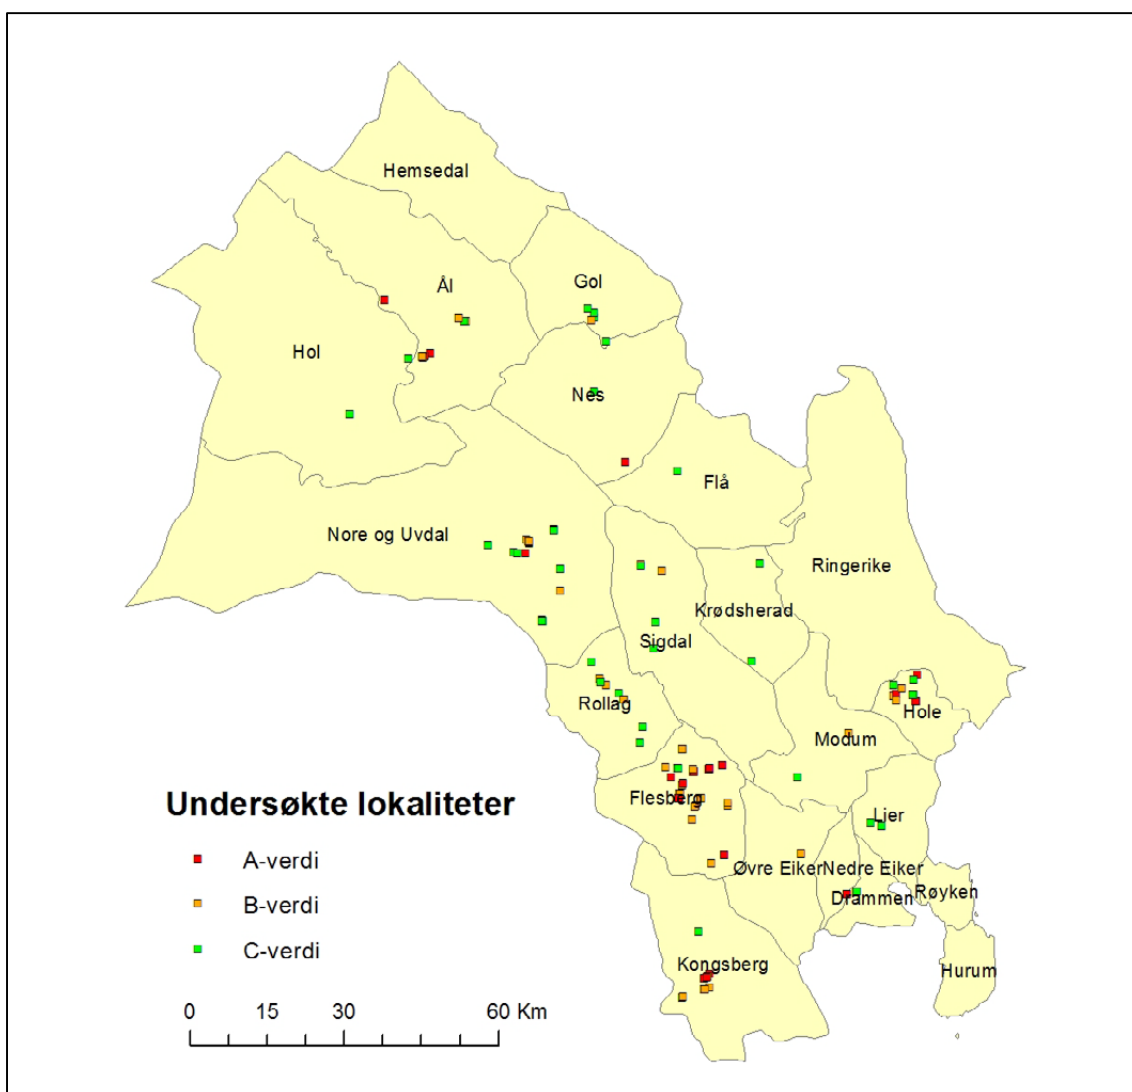 Hemsedal
Ål
Gol
Hol
Nes
Flå
Nore og Uvdal
Ringerike
Krødsherad
Sigdal
Rollag
Hole
Modum
Flesberg
Lier
Øvre Eiker
Nedre Eiker
Drammen
Røyken
Kongsberg
Hurum
Undersøkte lokaliteter
A-verdi
B-verdi
C-verdi
0 15 30 60 Km